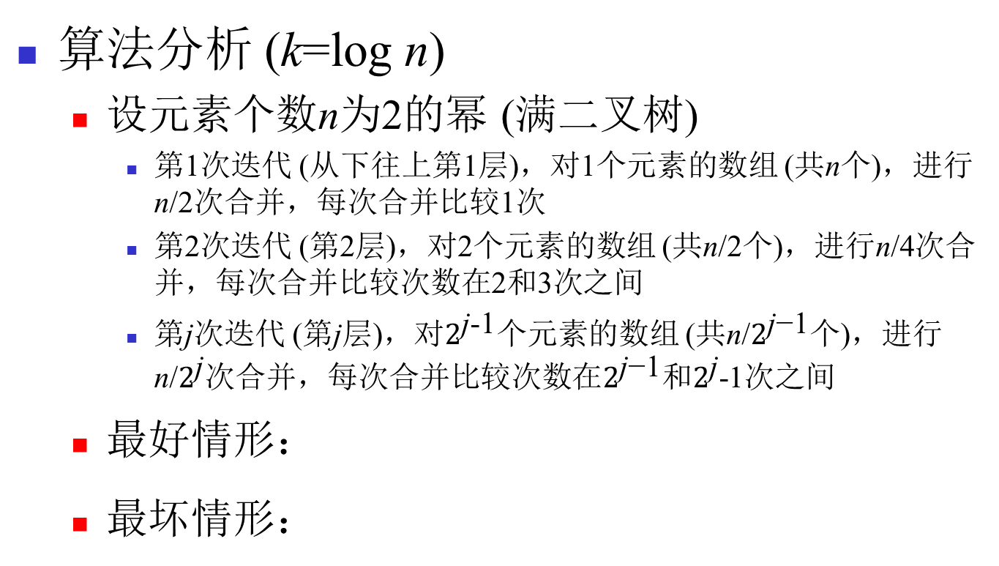 算法分析 (k=log n)
设元素个数n为2的幂 (满二叉树)
第1次迭代 (从下往上第1层)，对1个元素的数组 (共n个)，进行
n/2次合并，每次合并比较1次
第2次迭代 (第2层)，对2个元素的数组 (共n/2个)，进行n/4次合
并，每次合并比较次数在2和3次之间
第j次迭代 (第j层)，对2^{j-1}个元素的数组 (共n/2^{j−1}个)，进行
n/2^{j}次合并，每次合并比较次数在2^{j−1}和2^{j}-1次之间
最好情形：
最坏情形：